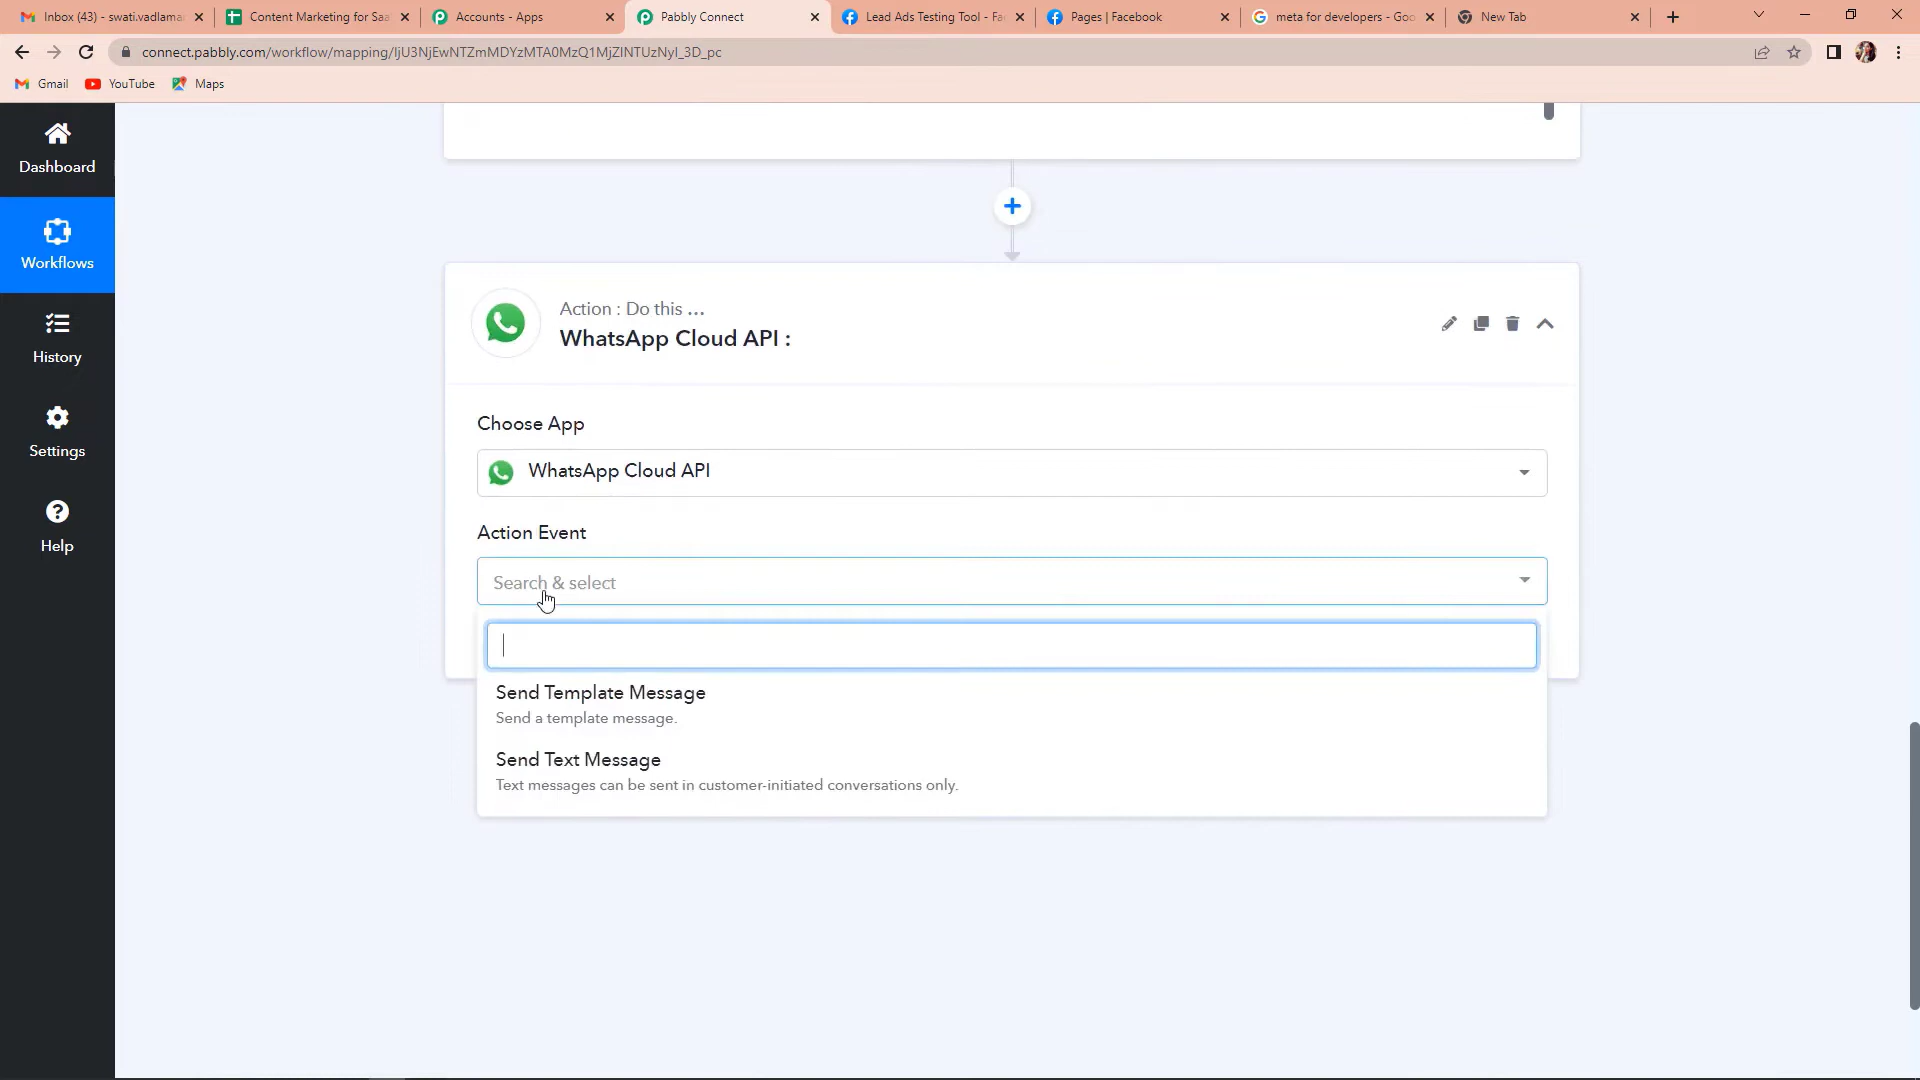 Inbox (43) - swati.vadlama
Content Marketing for Saa
Accounts - Apps
Pabbly Connect
Lead Ads Testing Tool - Fa
Pages | Facebook
meta for developers - Goo
New Tab
connect.pabbly.com/workflow/mapping/IjU3NjEwNTZmMDYzMTA0MzQ1MjZlNTUzNyI_3D_pc
Gmail
YouTube
Maps
Dashboard
Workflows
History
Settings
Help
Action : Do this ...
WhatsApp Cloud API :
Choose App
WhatsApp Cloud API
Action Event
Search & select
Send Template Message
Send a template message.
Send Text Message
Text messages can be sent in customer-initiated conversations only.